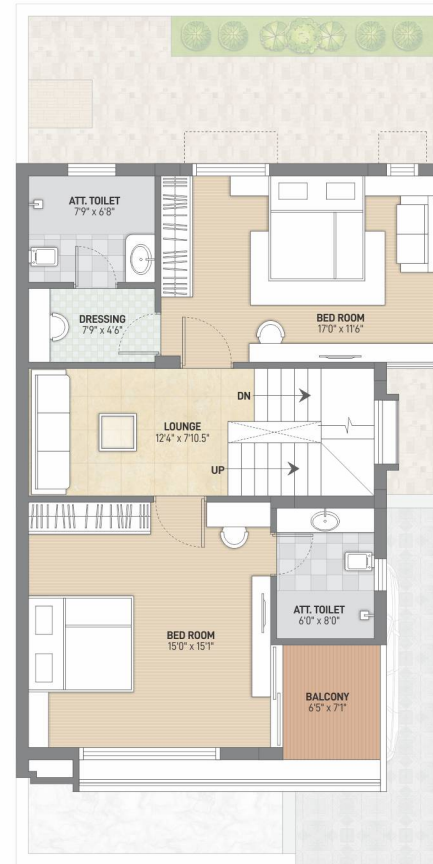 ATT. TOILET
7'9" x 6'8"
DRESSING
7'9" x 4'6"
BED ROOM
17'0" x 11'6"
DN
LOUNGE
12'4" x 7'10.5"
UP
BED ROOM
15'0" x 15'1"
ATT. TOILET
6'0" x 8'0"
BALCONY
6'5" x 7'1"